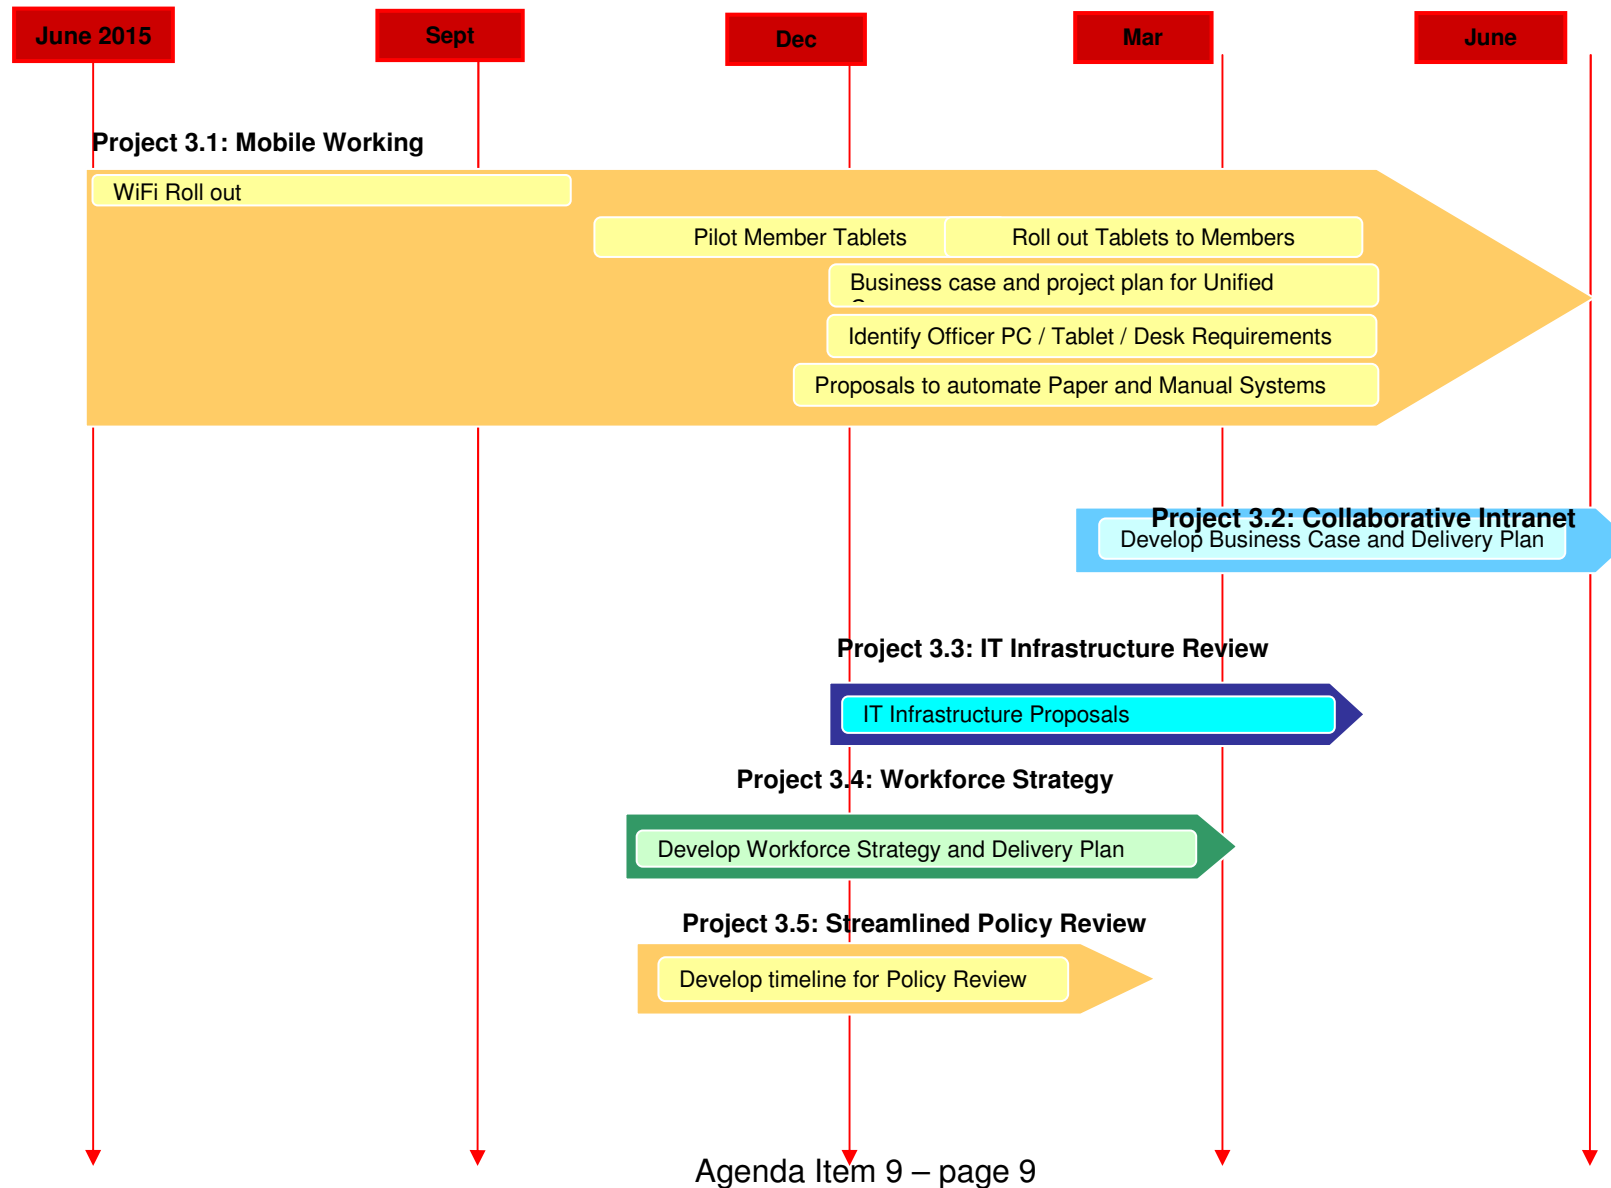 June 2015
Sept
Dec
Mar
June
Project 3.1: Mobile Working
WiFi Roll out
Pilot Member Tablets
Roll out Tablets to Members
Business case and project plan for Unified
Identify Officer PC / Tablet / Desk Requirements
Proposals to automate Paper and Manual Systems
Project 3.2: Collaborative Intranet
Develop Business Case and Delivery Plan
Project 3.3: IT Infrastructure Review
IT Infrastructure Proposals
Project 3.4: Workforce Strategy
Develop Workforce Strategy and Delivery Plan
Project 3.5: Streamlined Policy Review
Develop timeline for Policy Review
Agenda Item 9 – page 9